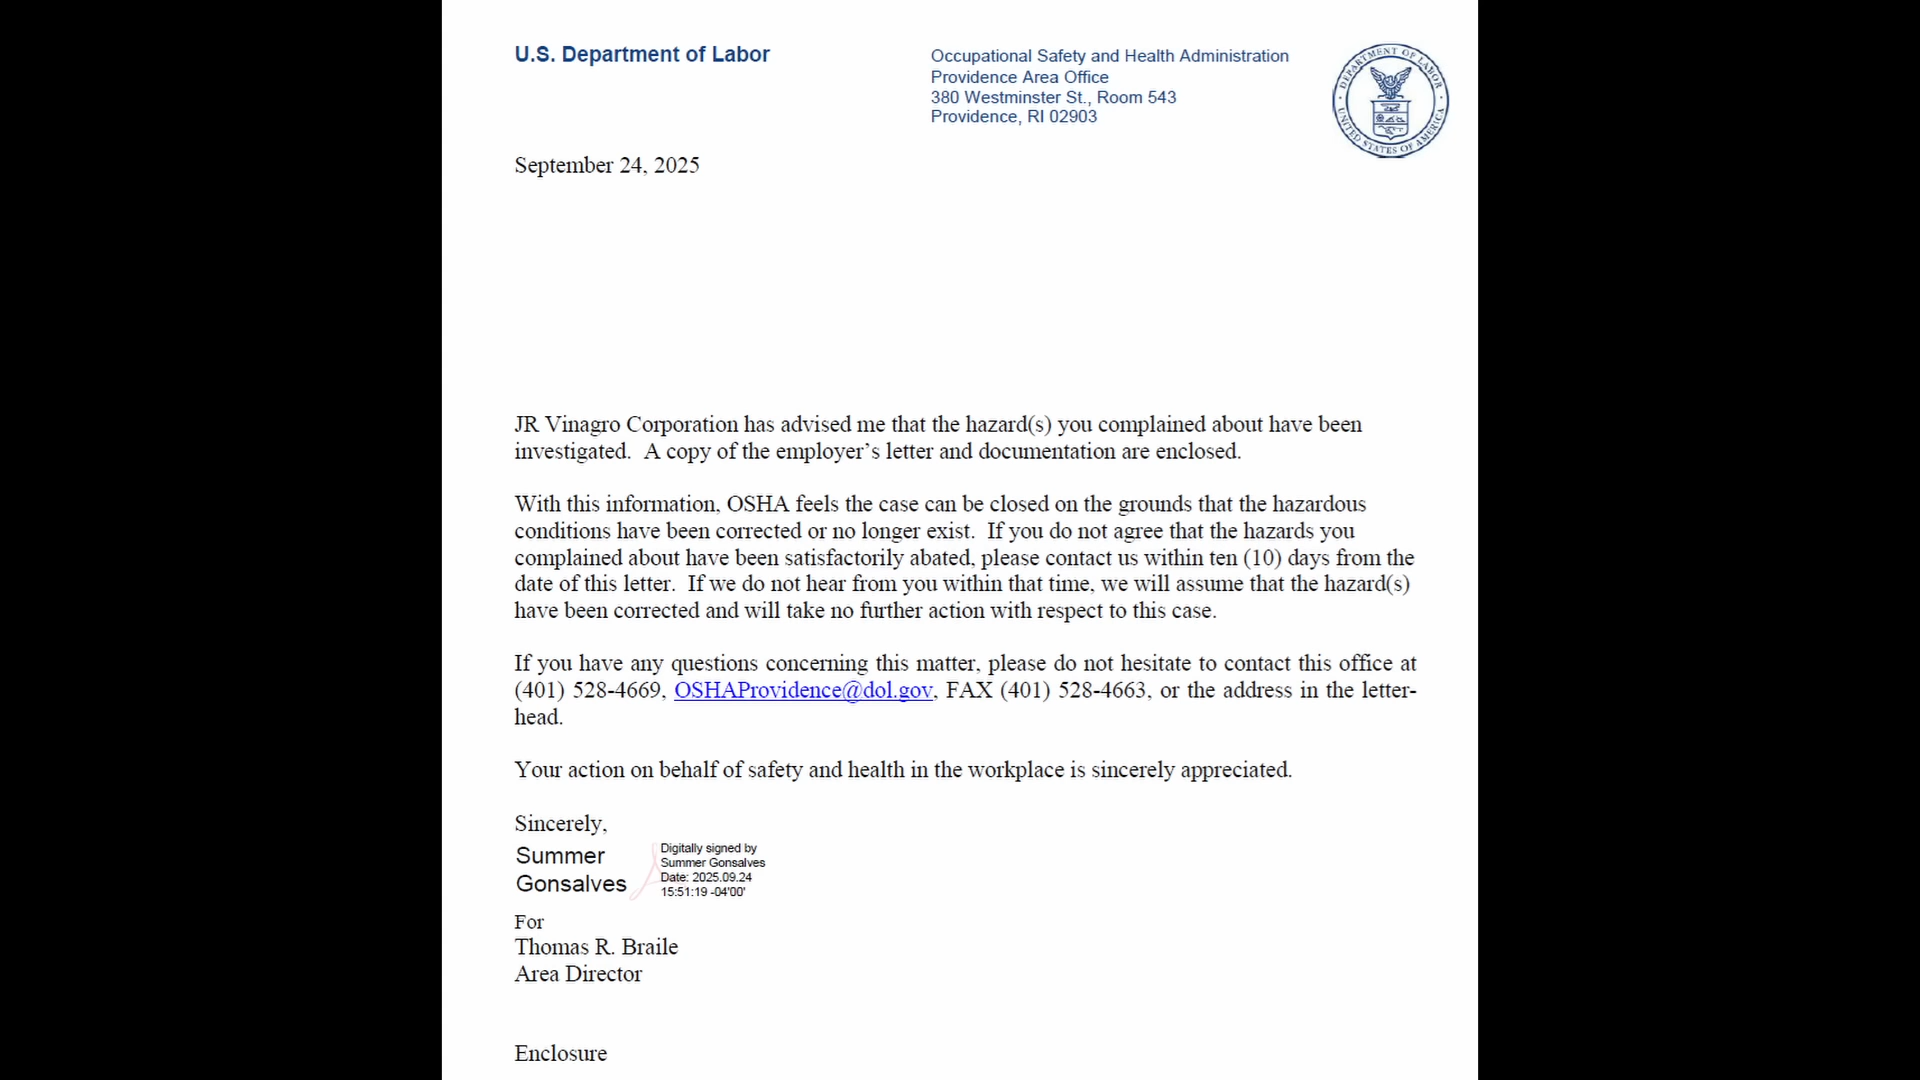 U.S. Department of Labor
Occupational Safety and Health Administration
Providence Area Office
380 Westminster St., Room 543
Providence, RI 02903
DEPARTMENT OF LABOR
UNITED STATES OF AMERICA
September 24, 2025
JR Vinagro Corporation has advised me that the hazard(s) you complained about have been
investigated.  A copy of the employer’s letter and documentation are enclosed.
With this information, OSHA feels the case can be closed on the grounds that the hazardous
conditions have been corrected or no longer exist.  If you do not agree that the hazards you
complained about have been satisfactorily abated, please contact us within ten (10) days from the
date of this letter.  If we do not hear from you within that time, we will assume that the hazard(s)
have been corrected and will take no further action with respect to this case.
If you have any questions concerning this matter, please do not hesitate to contact this office at
(401) 528-4669, OSHAProvidence@dol.gov, FAX (401) 528-4663, or the address in the letter-
head.
Your action on behalf of safety and health in the workplace is sincerely appreciated.
Sincerely,
Summer
Gonsalves
Digitally signed by
Summer Gonsalves
Date: 2025.09.24
15:51:19 -04'00'
For
Thomas R. Braile
Area Director
Enclosure